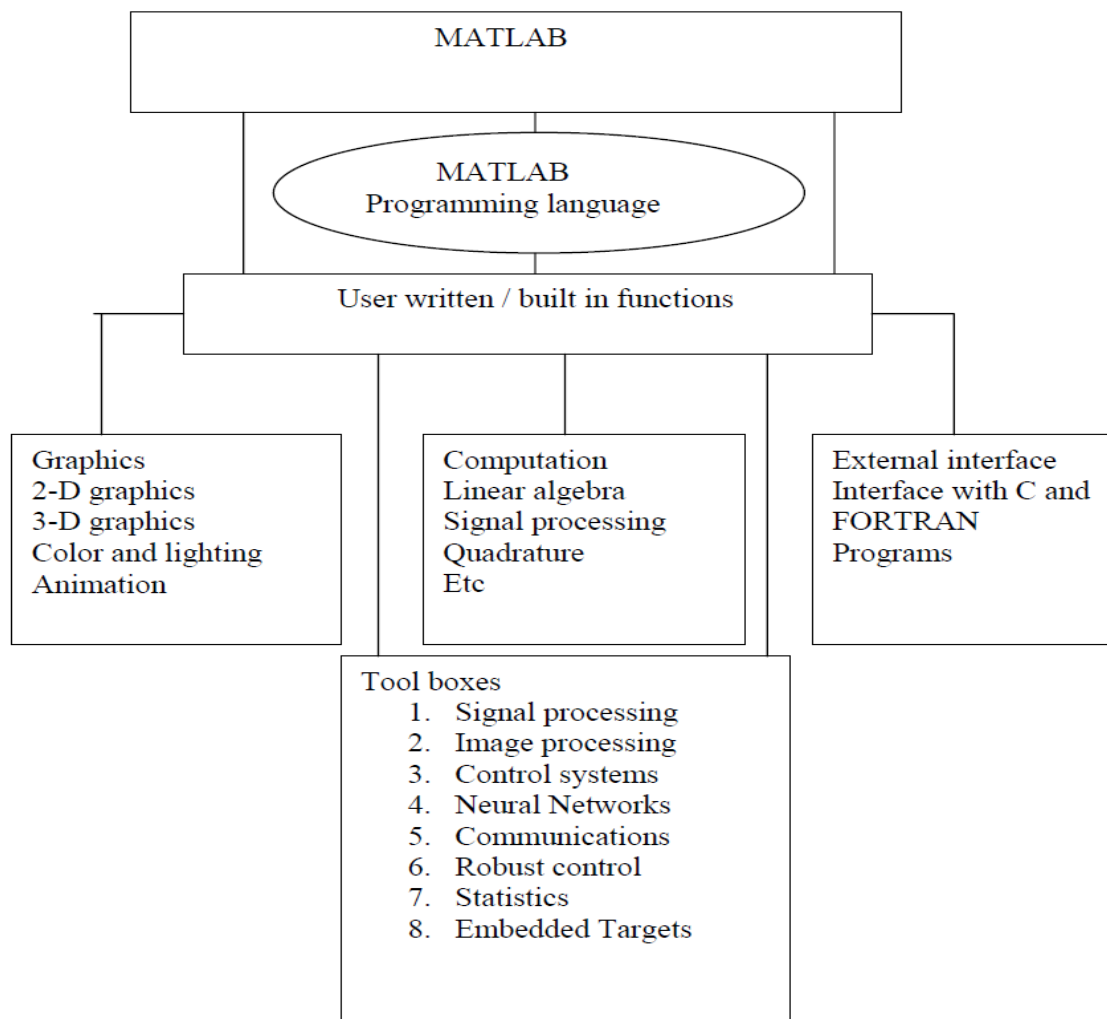 MATLAB
MATLAB
Programming language
User written / built in functions
Graphics
2-D graphics
3-D graphics
Color and lighting
Animation
Computation
Linear algebra
Signal processing
Quadrature
Etc
External interface
Interface with C and
FORTRAN
Programs
Tool boxes
1. Signal processing
2. Image processing
3. Control systems
4. Neural Networks
5. Communications
6. Robust control
7. Statistics
8. Embedded Targets